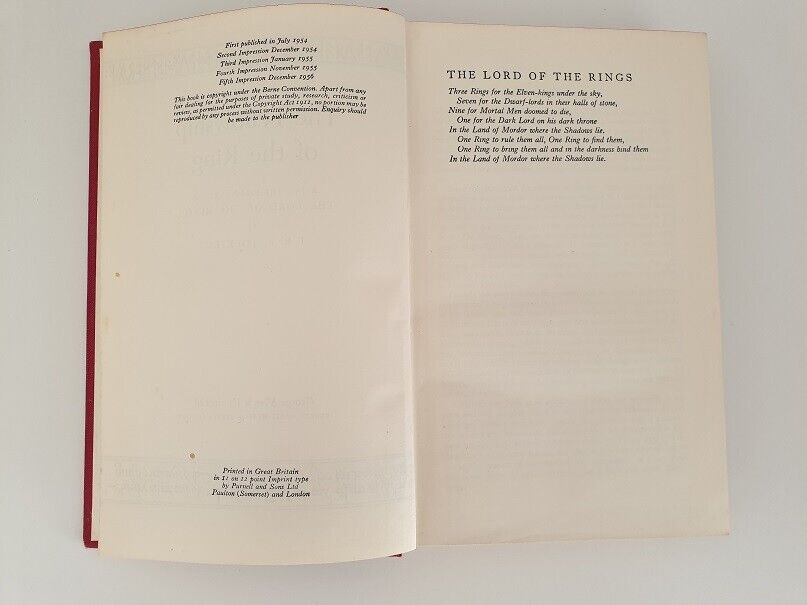 First published in July 1954
Second Impression December 1954
Third Impression January 1955
Fourth Impression November 1955
Fifth Impression December 1956
This book is copyright under the Berne Convention. Apart from any
fair dealing for the purposes of private study, research, criticism or
review, as permitted under the Copyright Act 1911, no portion may be
reproduced by any process without written permission. Enquiry should
be made to the publisher
Printed in Great Britain
in 11 on 12 point Imprint type
by Purnell and Sons Ltd
Paulton (Somerset) and London
THE LORD OF THE RINGS
Three Rings for the Elven-kings under the sky,
Seven for the Dwarf-lords in their halls of stone,
Nine for Mortal Men doomed to die,
One for the Dark Lord on his dark throne
In the Land of Mordor where the Shadows lie.
One Ring to rule them all, One Ring to find them,
One Ring to bring them all and in the darkness bind them
In the Land of Mordor where the Shadows lie.